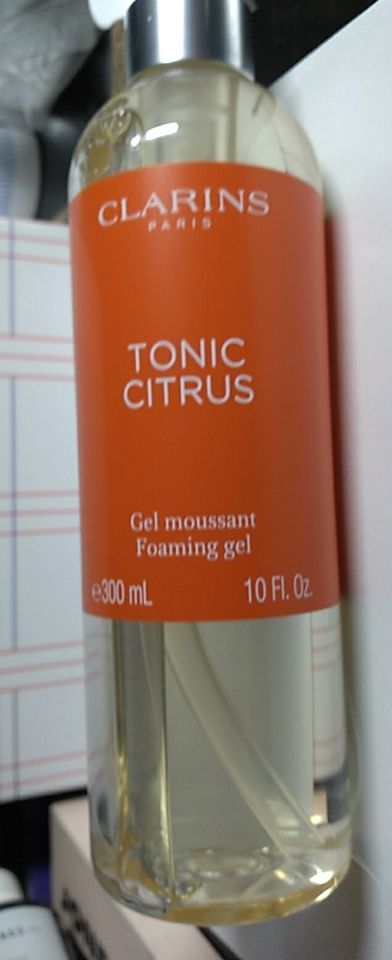 CLARINS
PARIS
TONIC
CITRUS
Gel moussant
Foaming gel
℮300 mL
10 Fl. Oz.